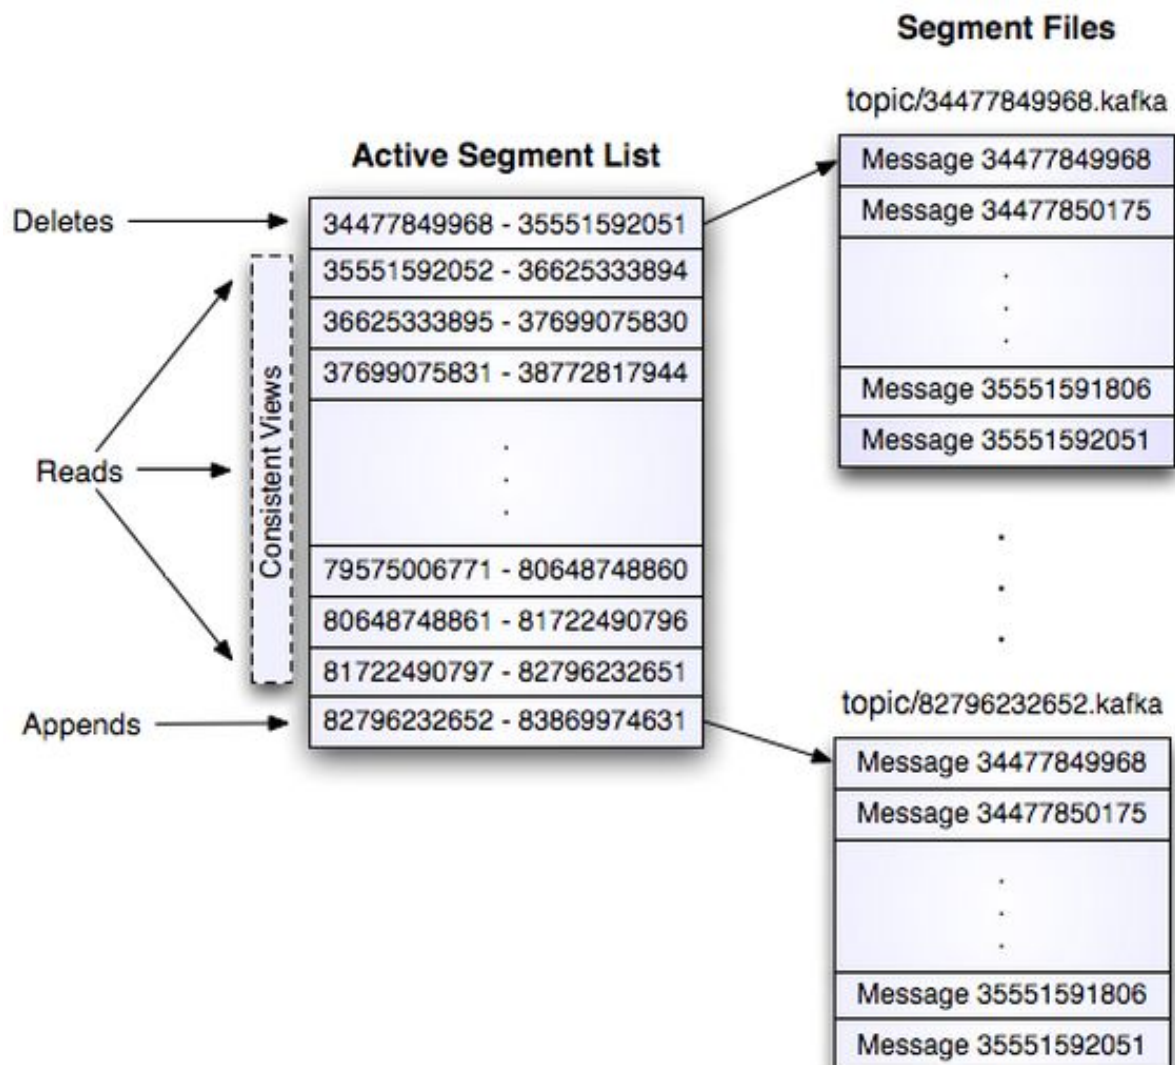 Segment Files
topic/34477849968.kafka
Active Segment List
Message 34477849968
Deletes
34477849968 - 35551592051
Message 34477850175
35551592052 - 36625333894
36625333895 - 37699075830
37699075831 - 38772817944
Message 35551591806
Message 35551592051
Reads
Consistent Views
79575006771 - 80648748860
80648748861 - 81722490796
81722490797 - 82796232651
Appends
82796232652 - 83869974631
topic/82796232652.kafka
Message 34477849968
Message 34477850175
Message 35551591806
Message 35551592051